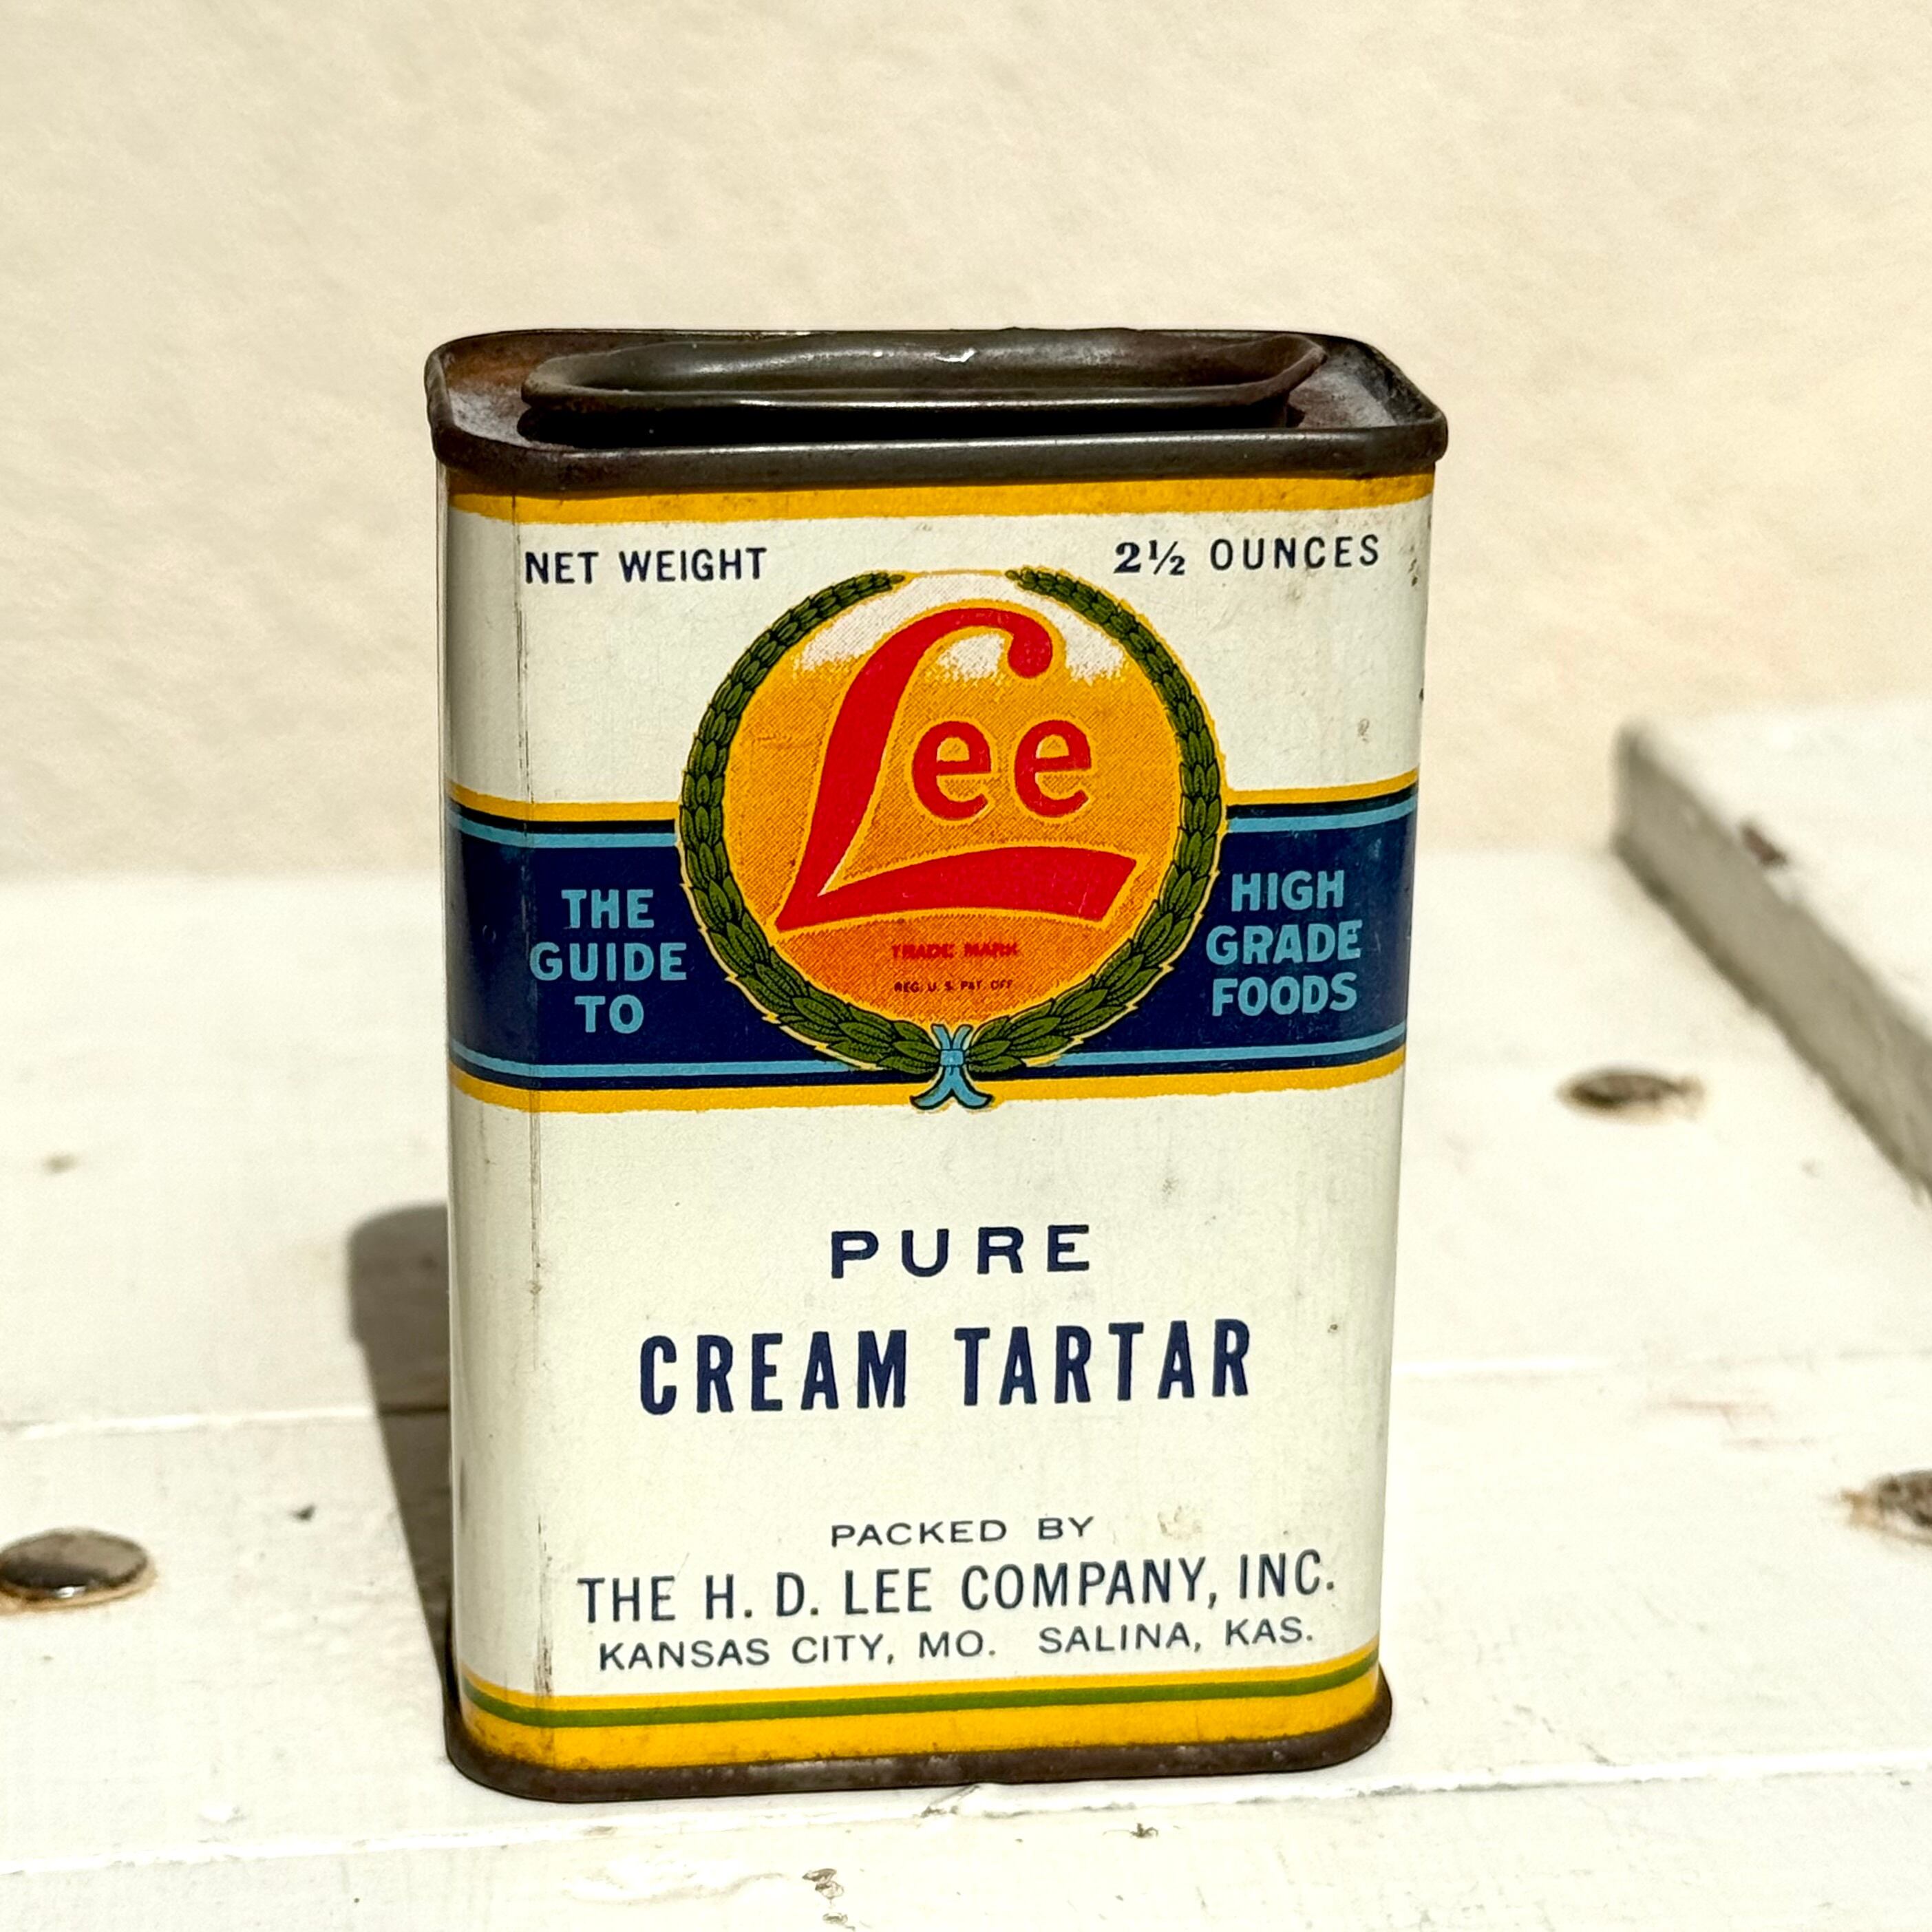 NET WEIGHT 2½ OUNCES
Lee
TRADE MARK
REG. U. S. PAT. OFF
THE
GUIDE
TO
HIGH
GRADE
FOODS
PURE
CREAM TARTAR
PACKED BY
THE H. D. LEE COMPANY, INC.
KANSAS CITY, MO. SALINA, KAS.